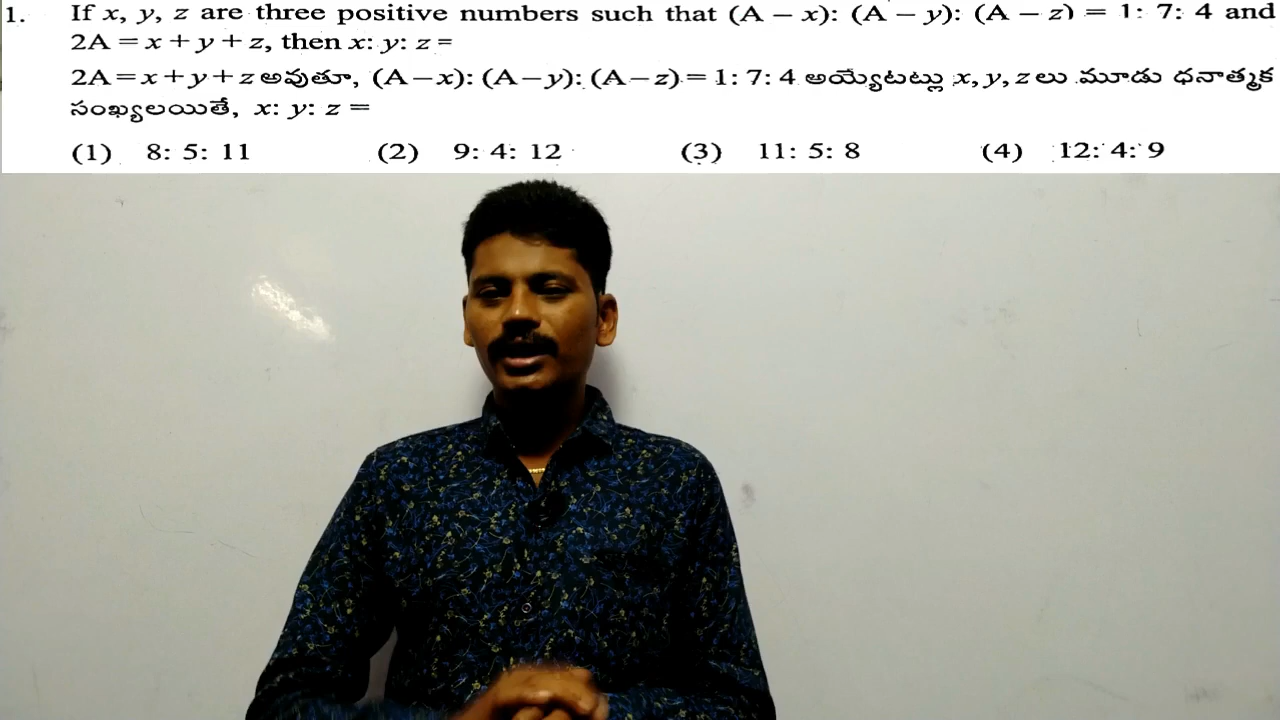 1. If x, y, z are three positive numbers such that (A – x): (A – y): (A – z) = 1: 7: 4 and
2A = x + y + z, then x: y: z =
2A = x + y + z అవుతూ, (A – x): (A – y): (A – z) = 1: 7: 4 అయ్యేటట్లు x, y, z లు మూడు ధనాత్మక
సంఖ్యలయితే, x: y: z =
(1) 8: 5: 11 (2) 9: 4: 12 (3) 11: 5: 8 (4) 12: 4: 9